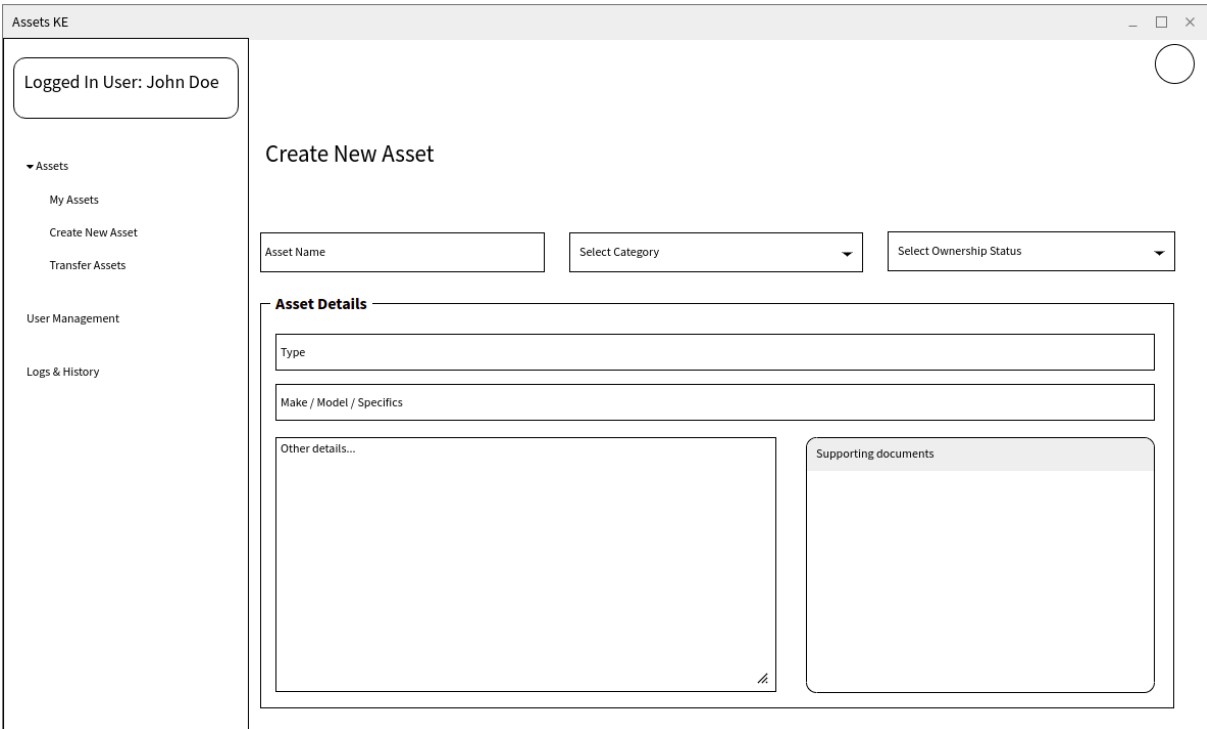 Assets KE
Logged In User: John Doe
Assets
My Assets
Create New Asset
Transfer Assets
User Management
Logs & History
Create New Asset
Asset Name
Select Category
Select Ownership Status
Asset Details
Type
Make / Model / Specifics
Other details...
Supporting documents